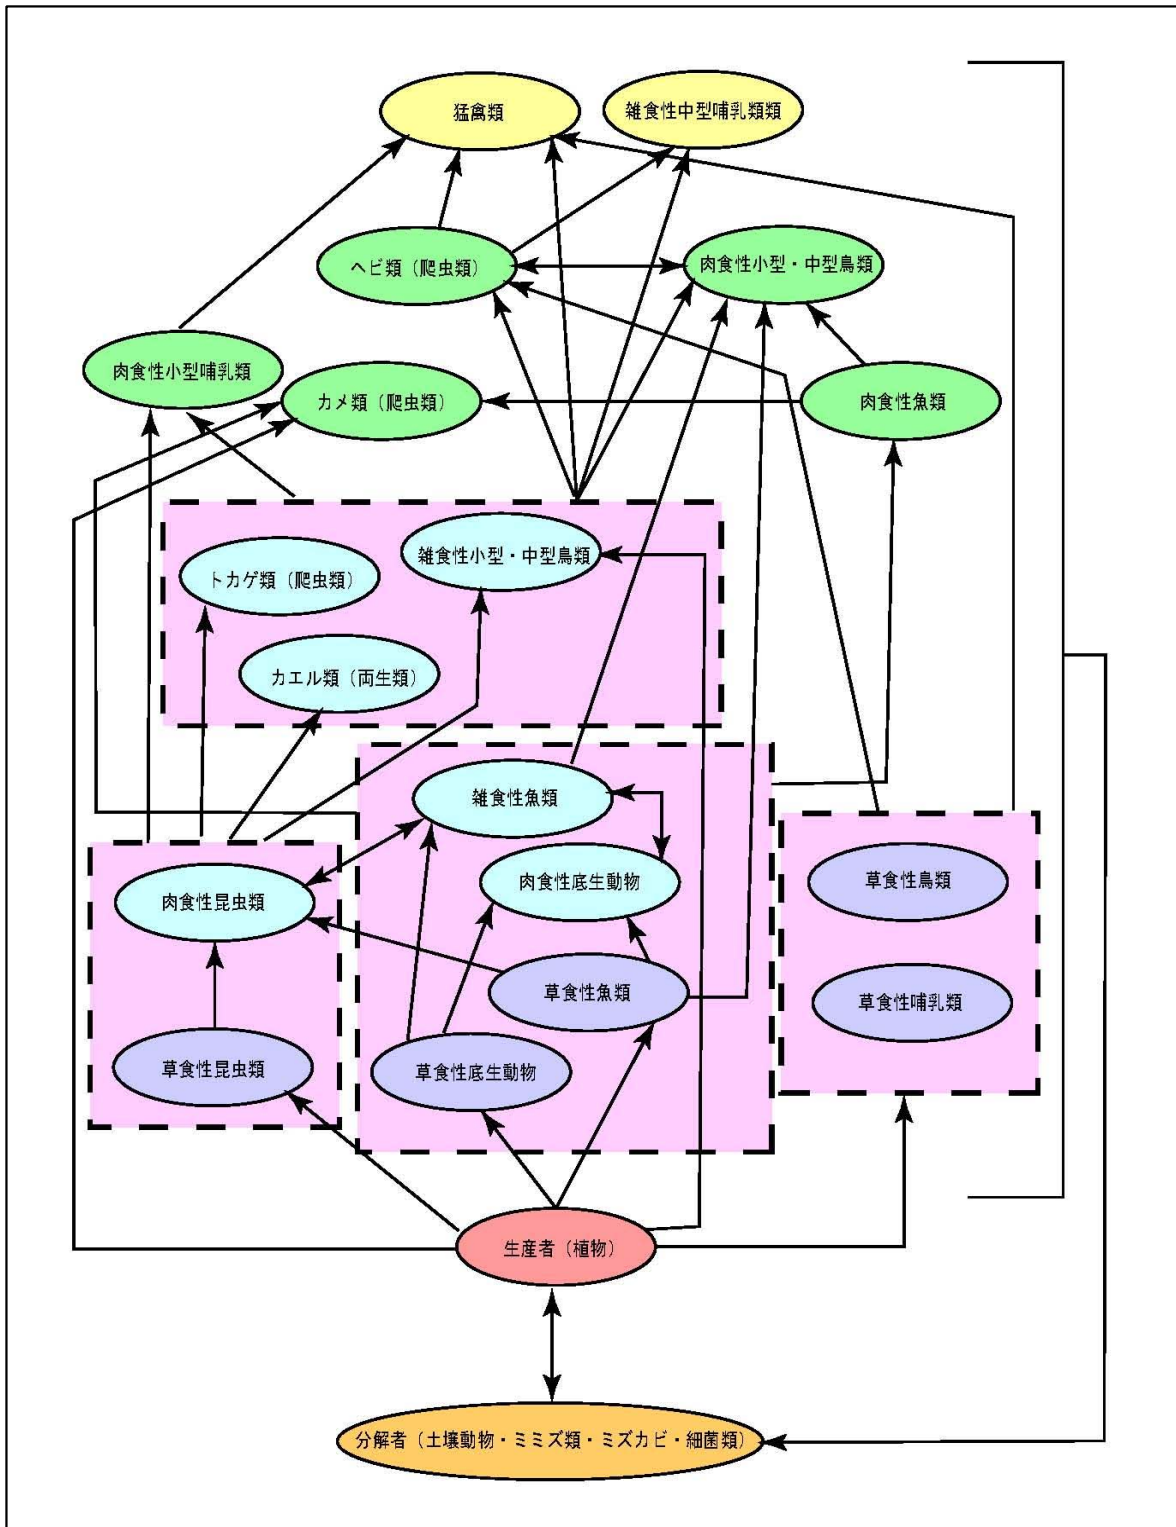 猛禽類
雑食性中型哺乳類類
ヘビ類（爬虫類）
肉食性小型・中型鳥類
肉食性小型哺乳類
カメ類（爬虫類）
肉食性魚類
雑食性小型・中型鳥類
トカゲ類（爬虫類）
カエル類（両生類）
雑食性魚類
肉食性底生動物
肉食性昆虫類
草食性鳥類
草食性魚類
草食性哺乳類
草食性昆虫類
草食性底生動物
生産者（植物）
分解者（土壌動物・ミミズ類・ミズカビ・細菌類）